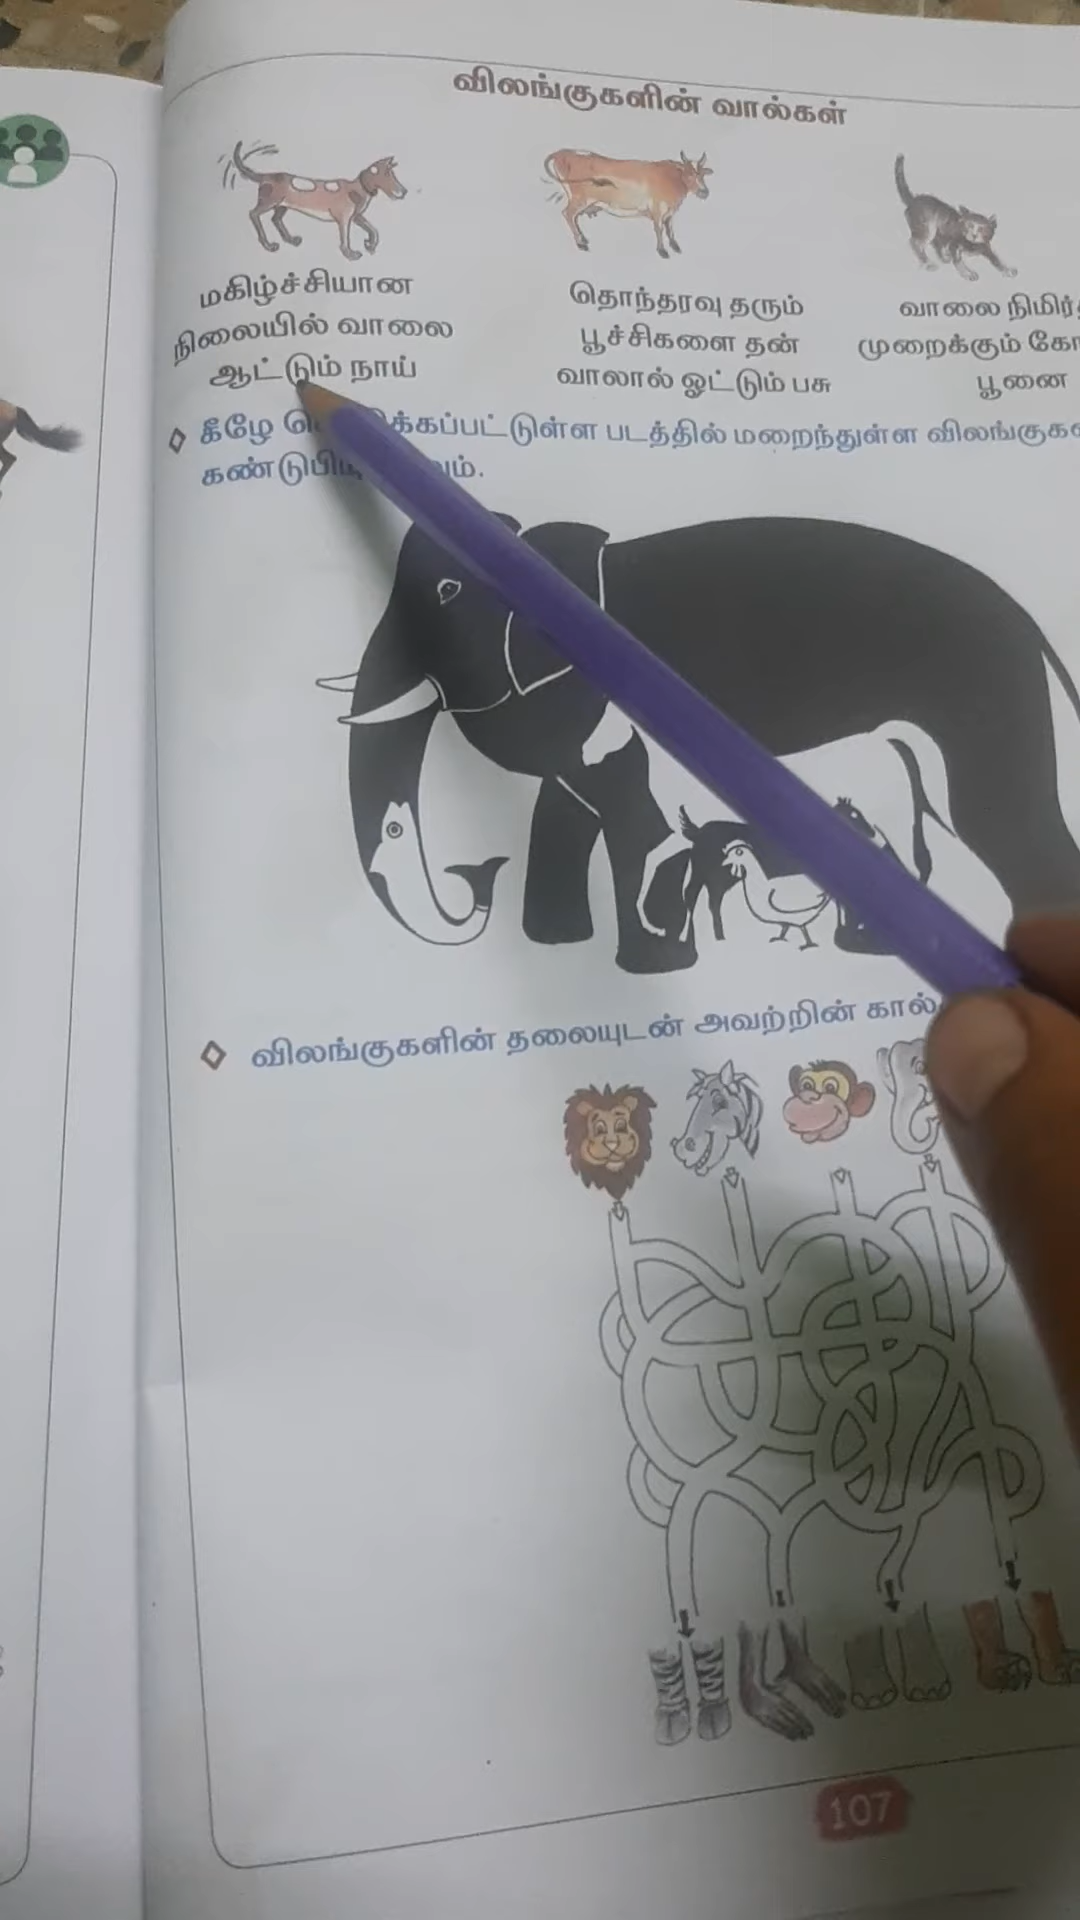 விலங்குகளின் வால்கள்
மகிழ்ச்சியான
நிலையில் வாலை
ஆட்டும் நாய்
தொந்தரவு தரும்
பூச்சிகளை தன்
வாலால் ஓட்டும் பசு
வாலை
முறைக்கும்
பூனை
கீழே படத்தில் மறைந்துள்ள
விலங்குகளின் தலையுடன் அவற்றின்
107